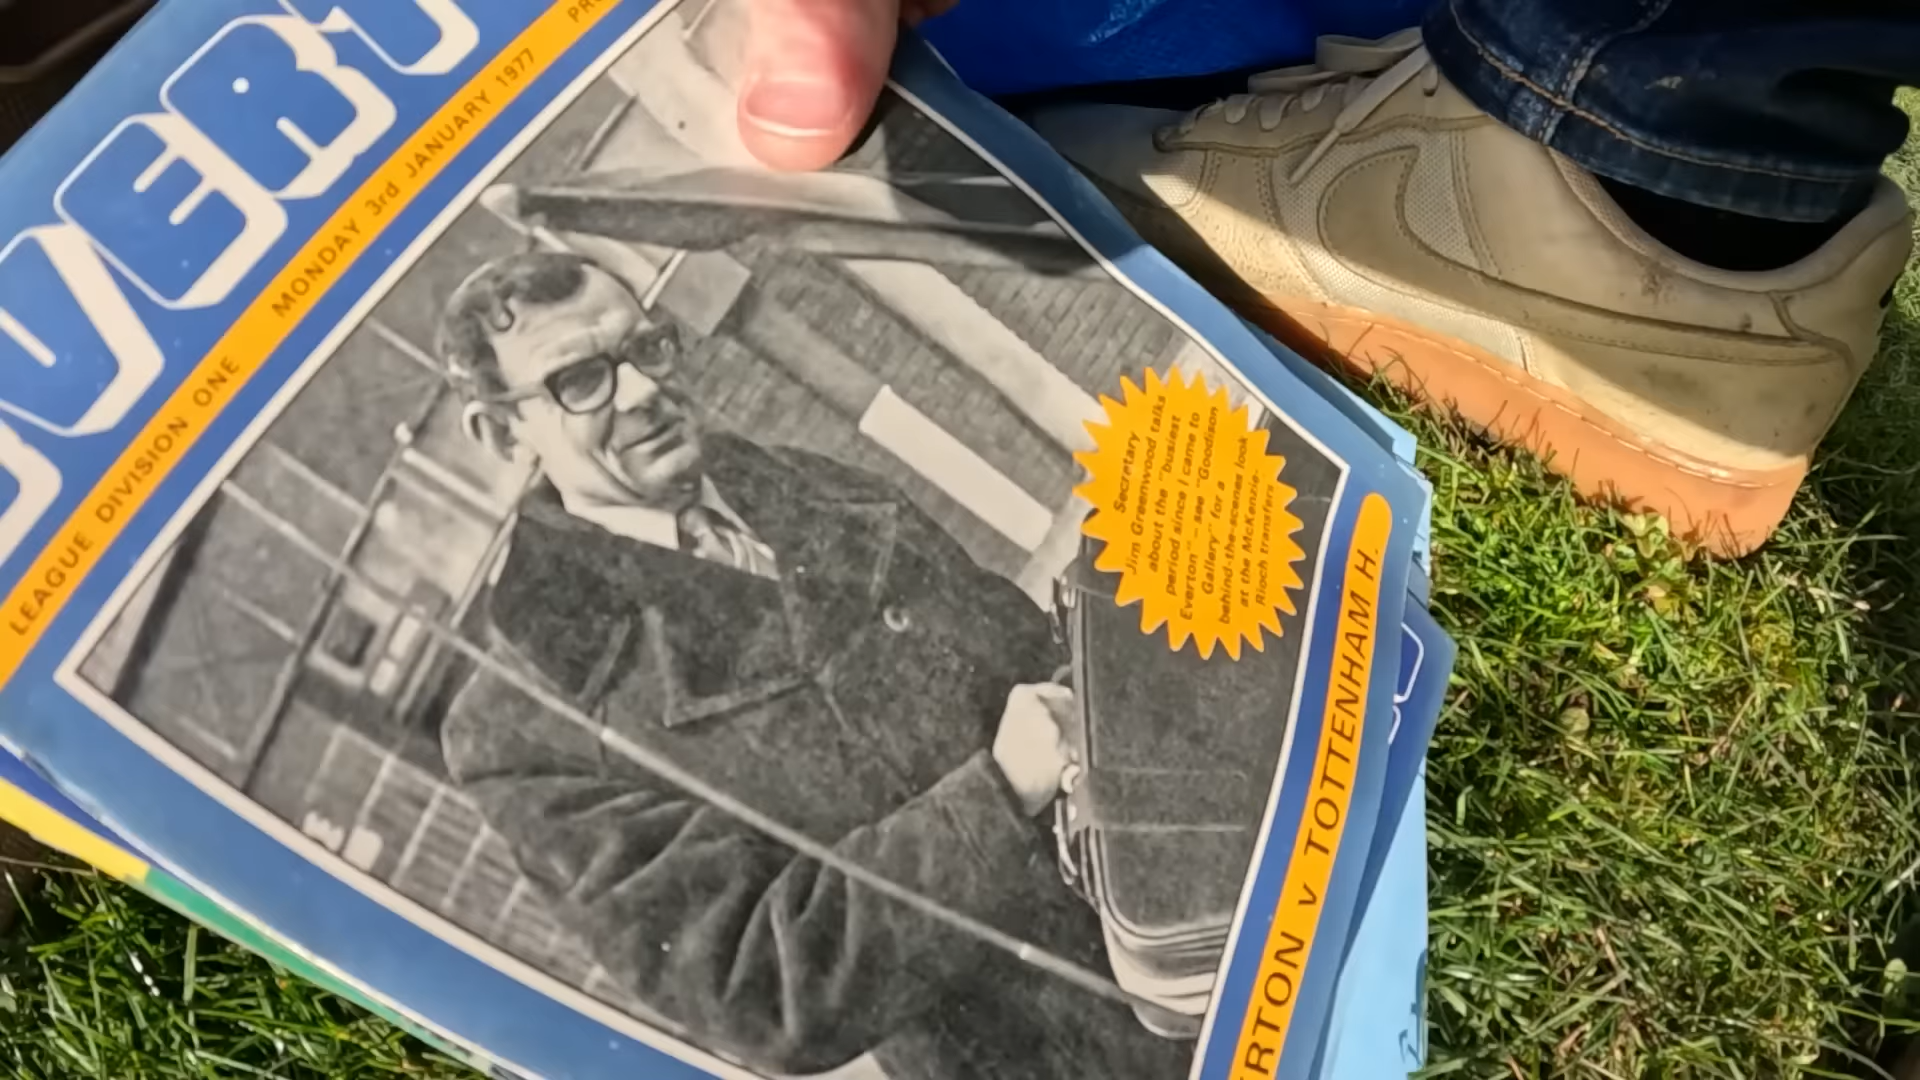 VERT
LEAGUE DIVISION ONE MONDAY 3rd JANUARY 1977 PR
Secretary
Jim Greenwood talks
about the "busiest
period since I came to
Everton" - see "Goodison
Gallery" for a
behind-the-scenes look
at the McKenzie-
Rioch transfers
ERTON v TOTTENHAM H.